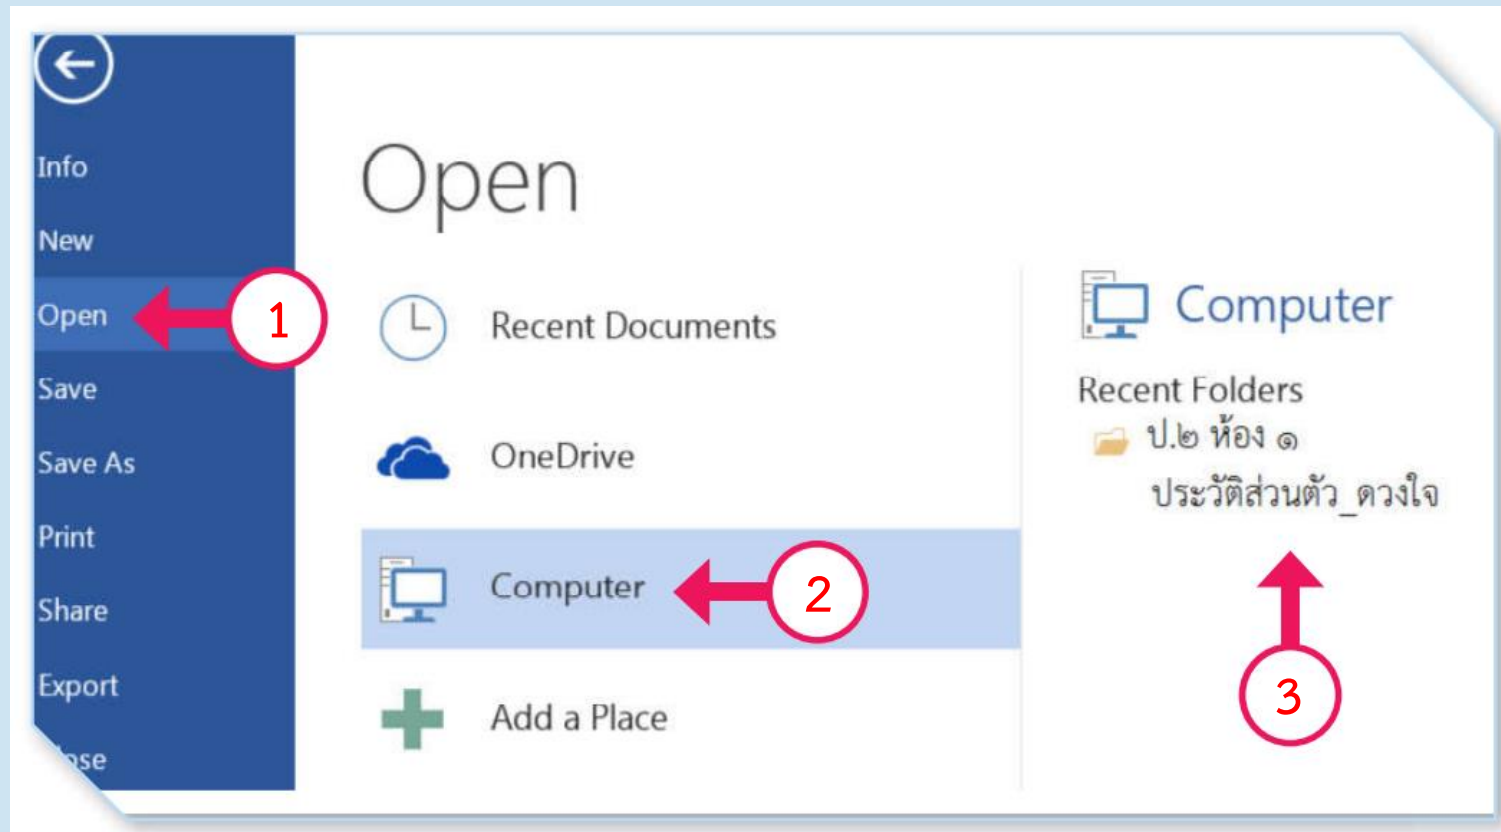 Info
New
Open
Save
Save As
Print
Share
Export
1
Open
Recent Documents
OneDrive
Computer
2
Add a Place
Computer
Recent Folders
ป.๒ ห้อง ๑
ประวัติส่วนตัว_ดวงใจ
3